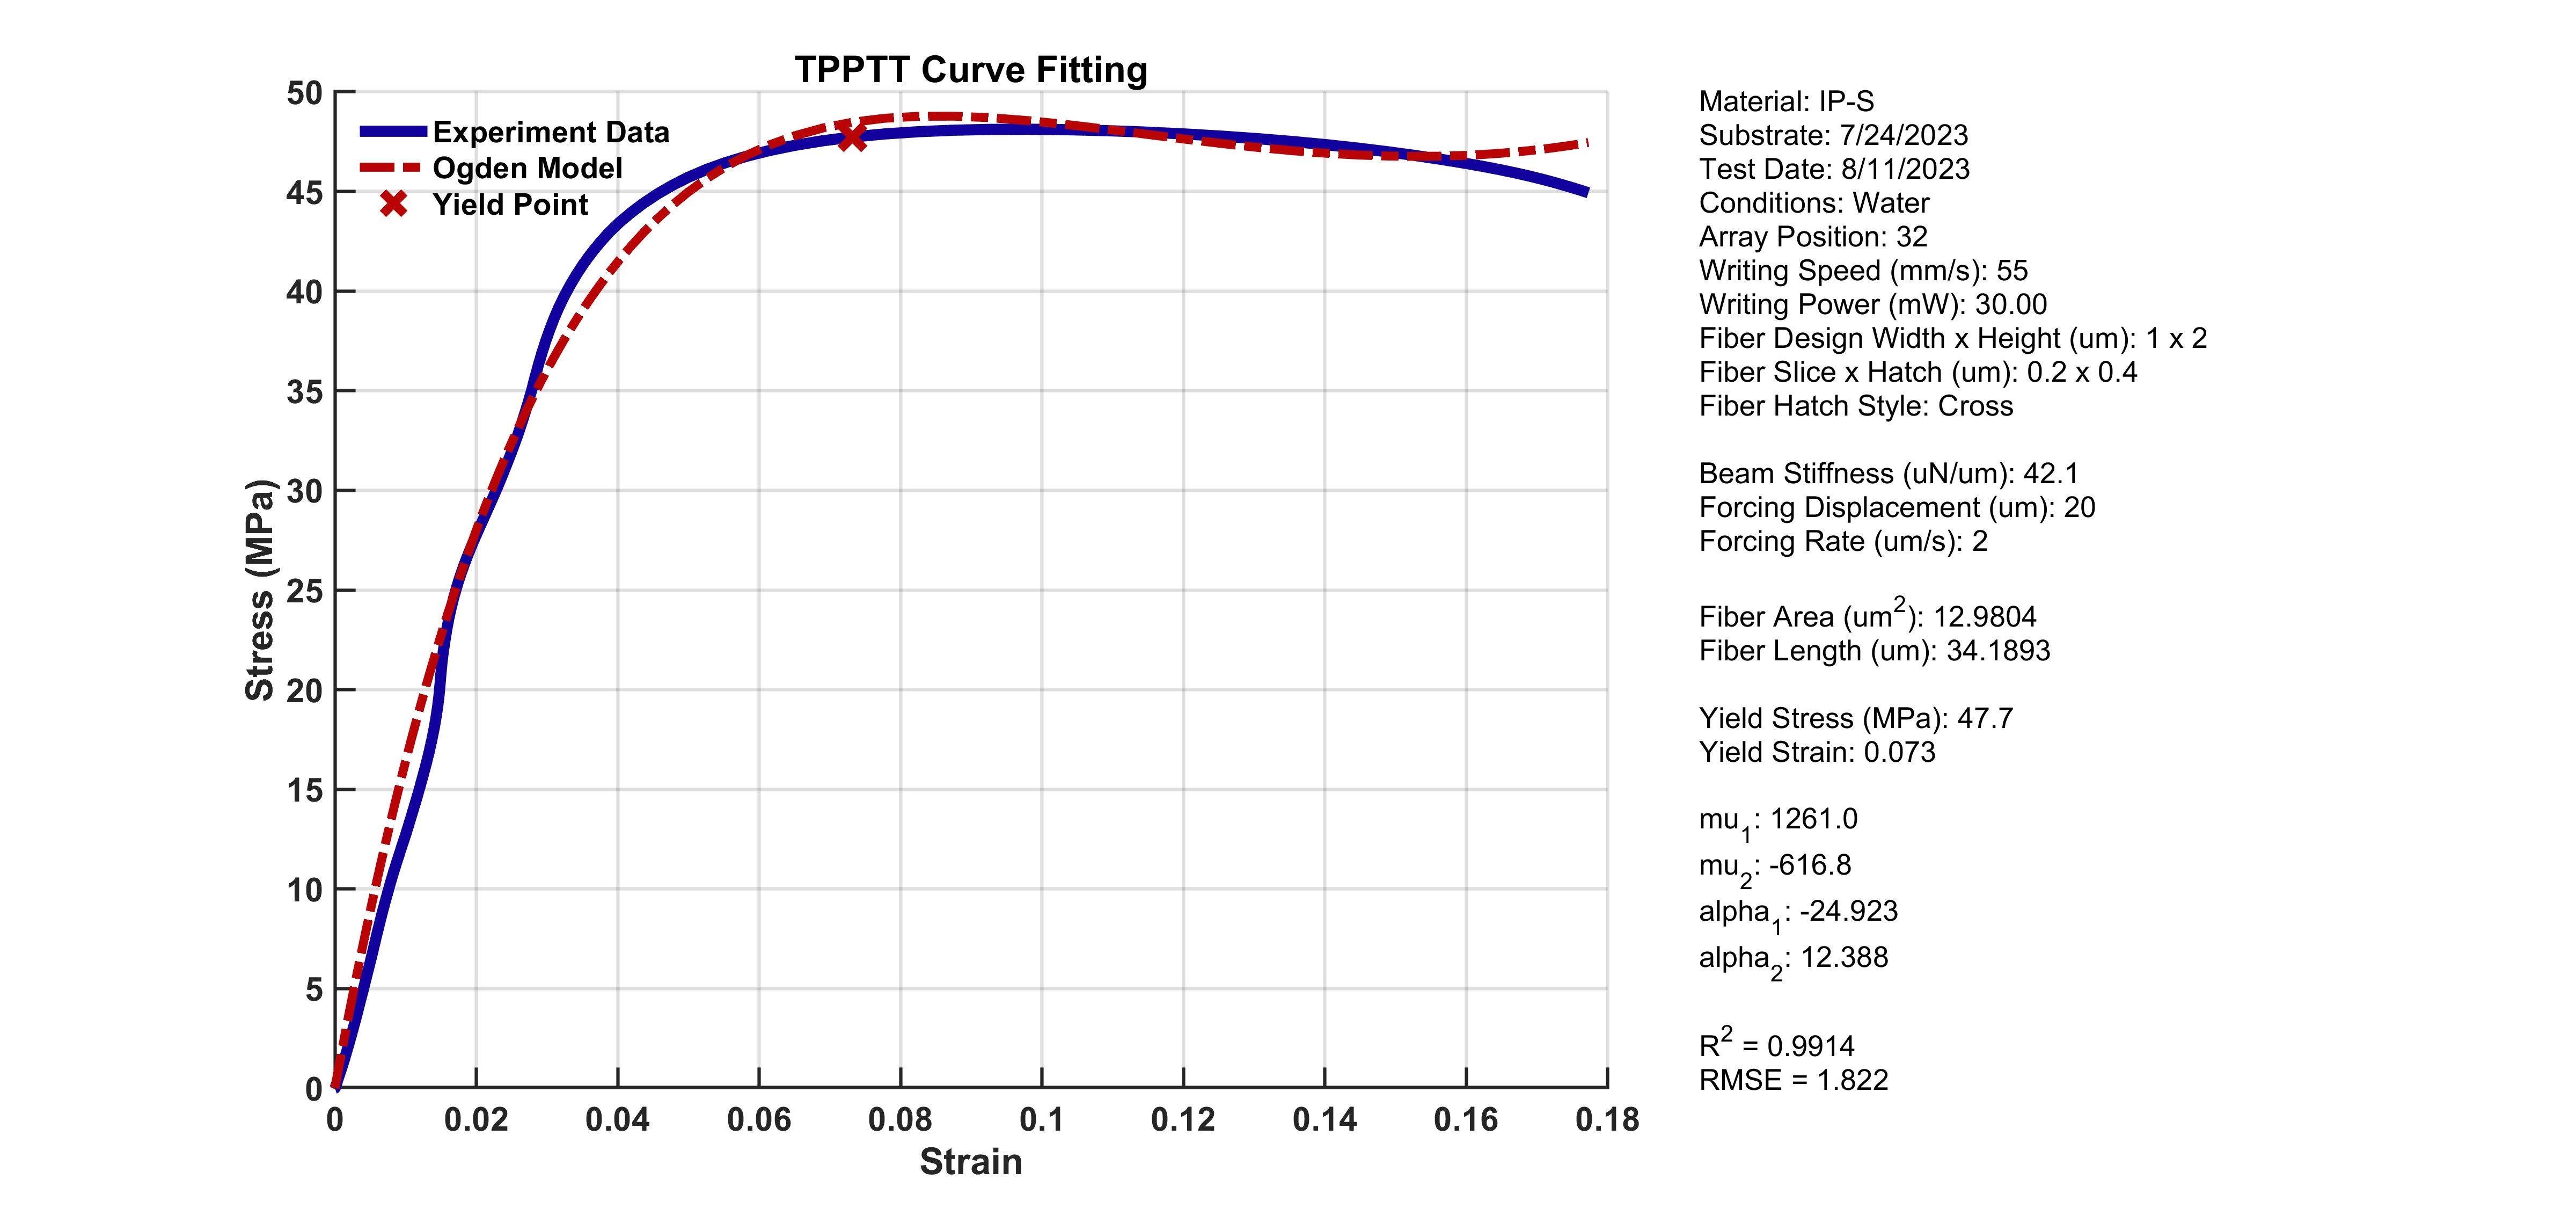 TPPTT Curve Fitting
50
45
40
35
30
25
20
15
10
5
0
Stress (MPa)
Experiment Data
Ogden Model
Yield Point
0 0.02 0.04 0.06 0.08 0.1 0.12 0.14 0.16 0.18
Strain
Material: IP-S
Substrate: 7/24/2023
Test Date: 8/11/2023
Conditions: Water
Array Position: 32
Writing Speed (mm/s): 55
Writing Power (mW): 30.00
Fiber Design Width x Height (um): 1 x 2
Fiber Slice x Hatch (um): 0.2 x 0.4
Fiber Hatch Style: Cross
Beam Stiffness (uN/um): 42.1
Forcing Displacement (um): 20
Forcing Rate (um/s): 2
Fiber Area (um²): 12.9804
Fiber Length (um): 34.1893
Yield Stress (MPa): 47.7
Yield Strain: 0.073
mu₁: 1261.0
mu₂: -616.8
alpha₁: -24.923
alpha₂: 12.388
R² = 0.9914
RMSE = 1.822